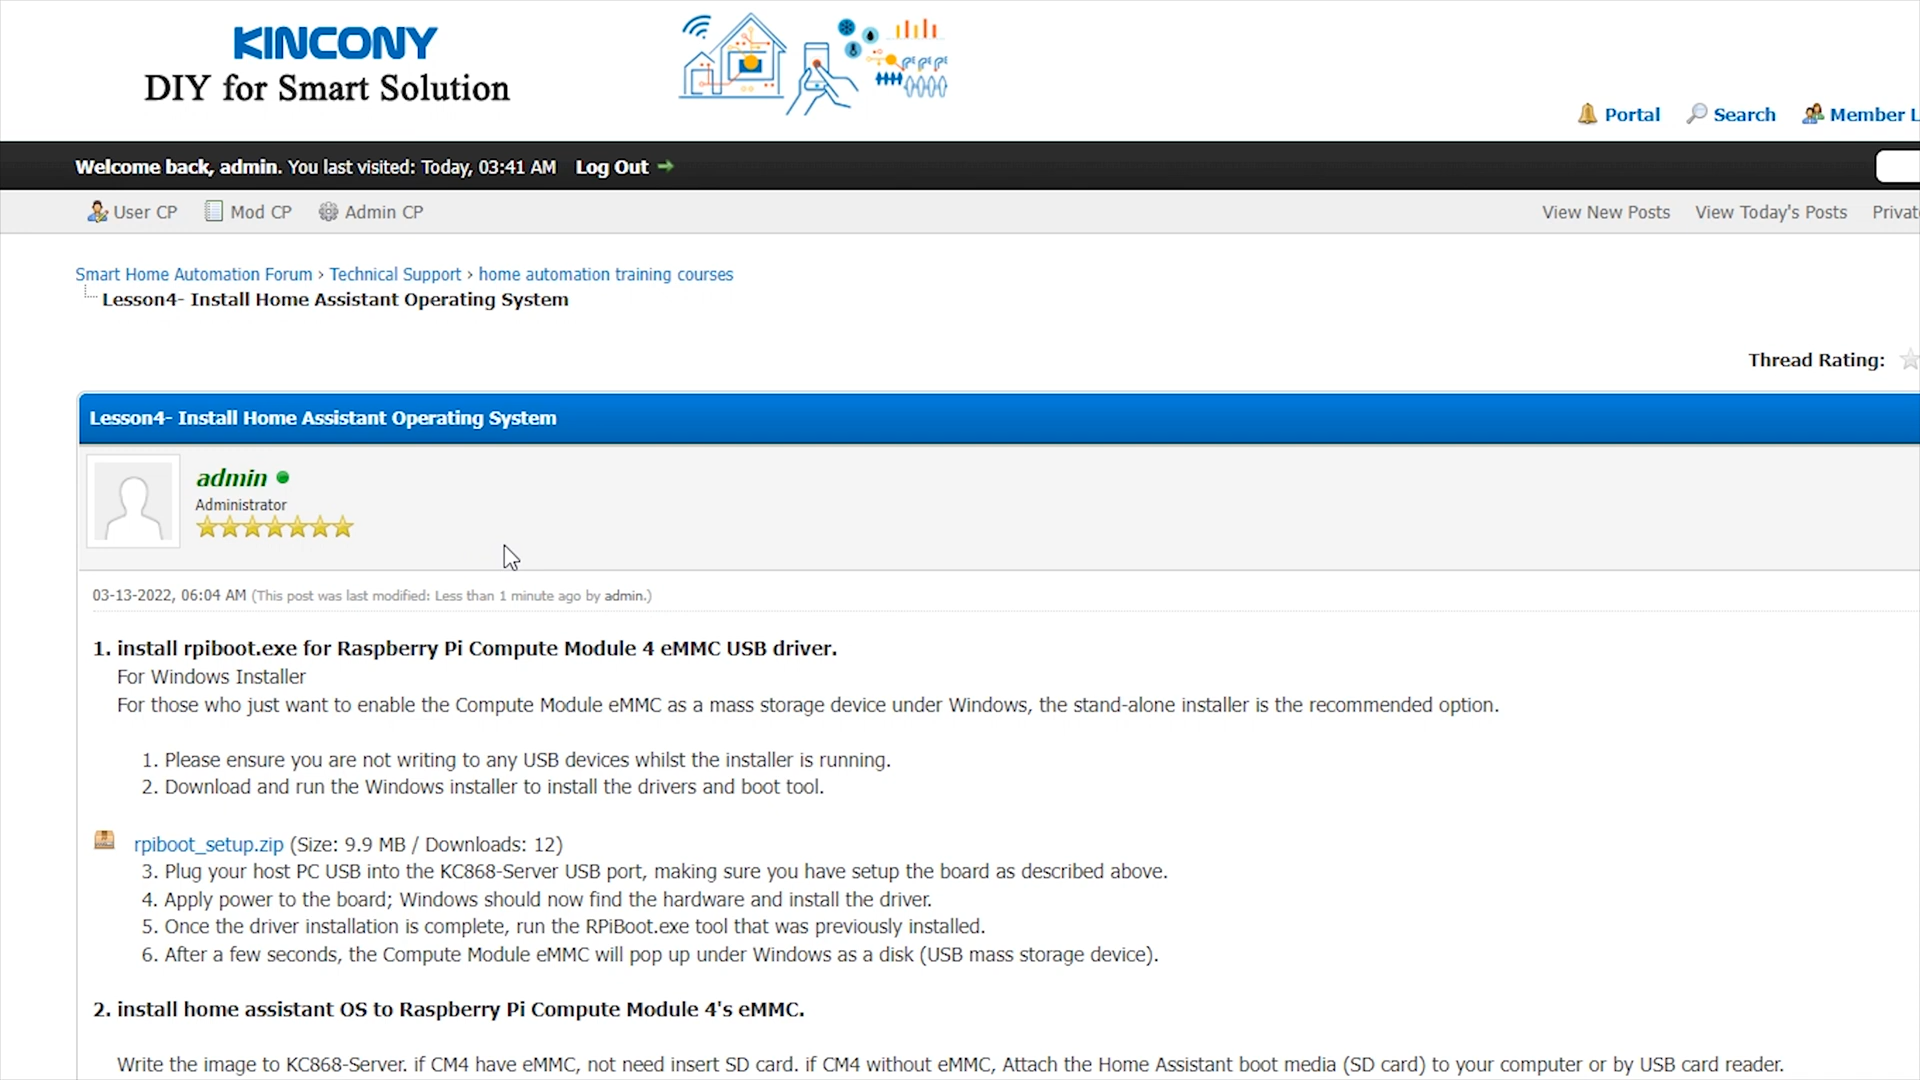 KINCONY
DIY for Smart Solution
Portal Search Member L
Welcome back, admin. You last visited: Today, 03:41 AM Log Out
User CP Mod CP Admin CP
View New Posts View Today's Posts Privat
Smart Home Automation Forum › Technical Support › home automation training courses
Lesson4- Install Home Assistant Operating System
Thread Rating:
Lesson4- Install Home Assistant Operating System
admin
Administrator
03-13-2022, 06:04 AM (This post was last modified: Less than 1 minute ago by admin.)
1. install rpiboot.exe for Raspberry Pi Compute Module 4 eMMC USB driver.
For Windows Installer
For those who just want to enable the Compute Module eMMC as a mass storage device under Windows, the stand-alone installer is the recommended option.
1. Please ensure you are not writing to any USB devices whilst the installer is running.
2. Download and run the Windows installer to install the drivers and boot tool.
rpiboot_setup.zip (Size: 9.9 MB / Downloads: 12)
3. Plug your host PC USB into the KC868-Server USB port, making sure you have setup the board as described above.
4. Apply power to the board; Windows should now find the hardware and install the driver.
5. Once the driver installation is complete, run the RPiBoot.exe tool that was previously installed.
6. After a few seconds, the Compute Module eMMC will pop up under Windows as a disk (USB mass storage device).
2. install home assistant OS to Raspberry Pi Compute Module 4's eMMC.
Write the image to KC868-Server. if CM4 have eMMC, not need insert SD card. if CM4 without eMMC, Attach the Home Assistant boot media (SD card) to your computer or by USB card reader.